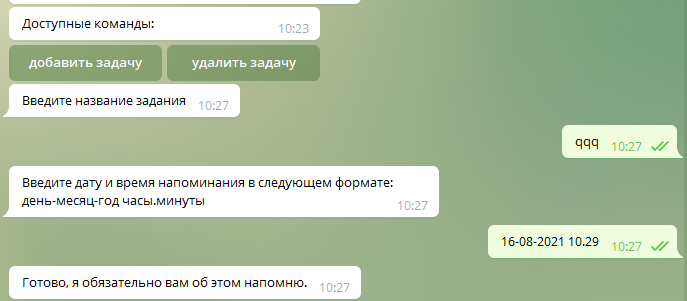 Доступные команды:
10:23
добавить задачу
удалить задачу
Введите название задания
10:27
qqq
10:27
Введите дату и время напоминания в следующем формате:
день-месяц-год часы.минуты
10:27
16-08-2021 10.29
10:27
Готово, я обязательно вам об этом напомню.
10:27